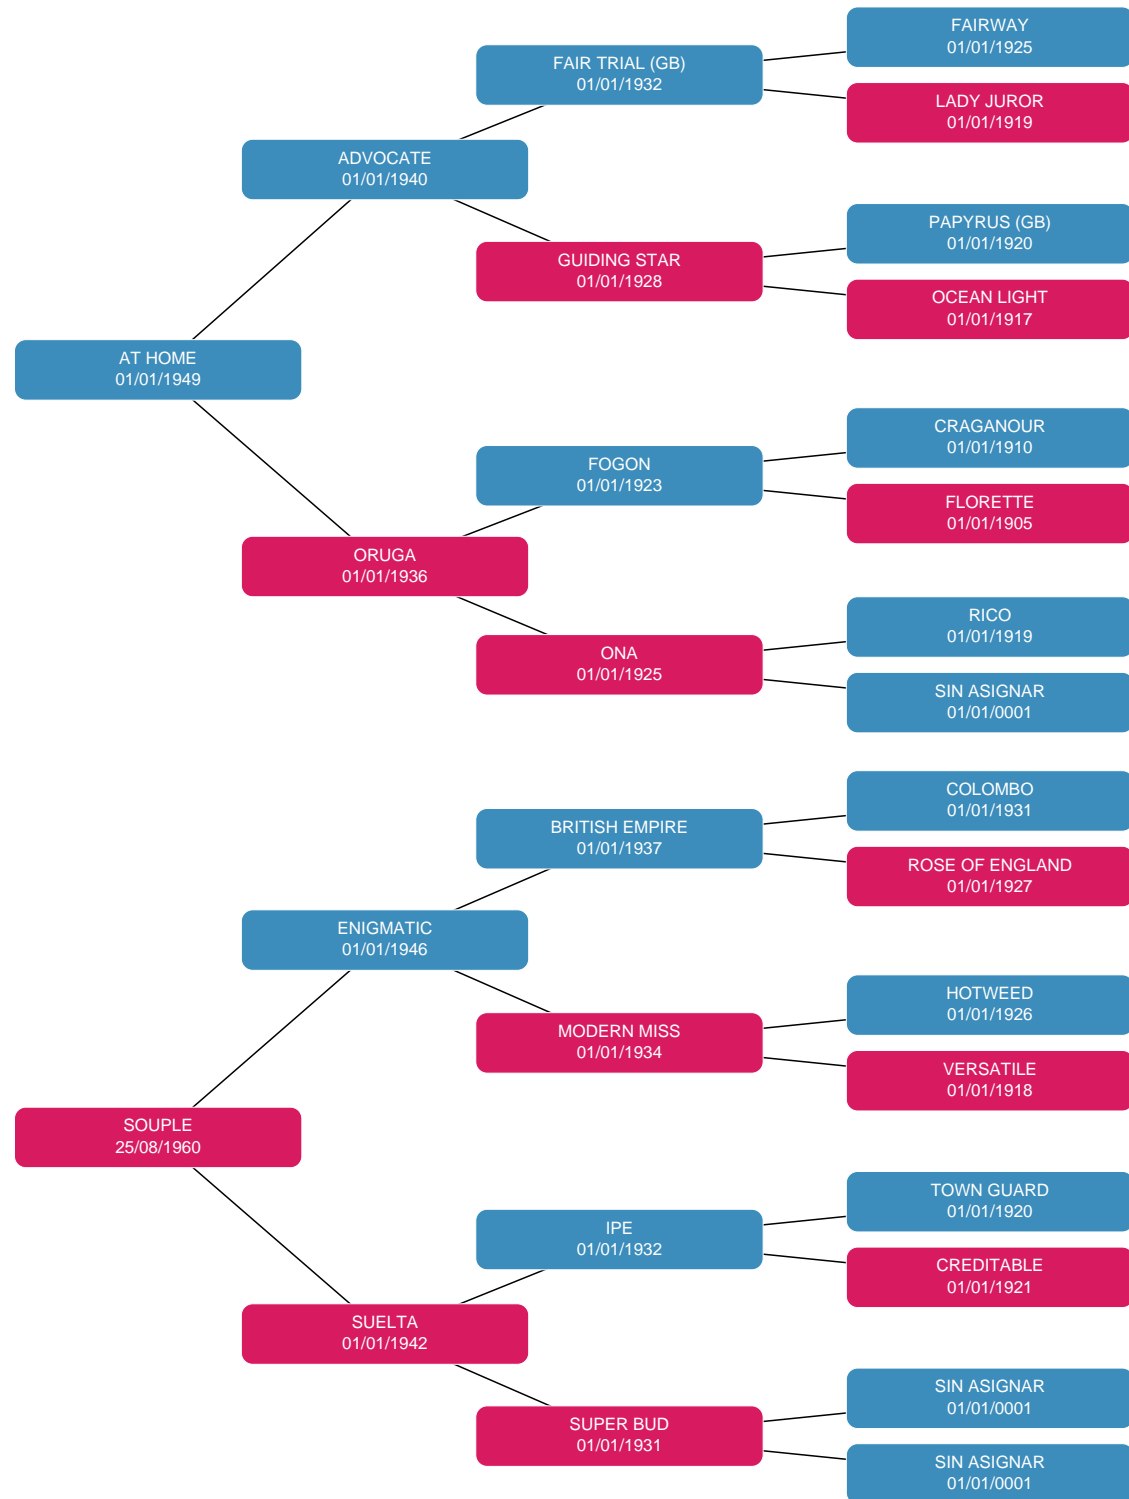 FAIRWAY
01/01/1925
FAIR TRIAL (GB)
01/01/1932
LADY JUROR
01/01/1919
ADVOCATE
01/01/1940
PAPYRUS (GB)
01/01/1920
GUIDING STAR
01/01/1928
OCEAN LIGHT
01/01/1917
AT HOME
01/01/1949
CRAGANOUR
01/01/1910
FOGON
01/01/1923
FLORETTE
01/01/1905
ORUGA
01/01/1936
RICO
01/01/1919
ONA
01/01/1925
SIN ASIGNAR
01/01/0001
COLOMBO
01/01/1931
BRITISH EMPIRE
01/01/1937
ROSE OF ENGLAND
01/01/1927
ENIGMATIC
01/01/1946
HOTWEED
01/01/1926
MODERN MISS
01/01/1934
VERSATILE
01/01/1918
SOUPLE
25/08/1960
TOWN GUARD
01/01/1920
IPE
01/01/1932
CREDITABLE
01/01/1921
SUELTA
01/01/1942
SIN ASIGNAR
01/01/0001
SUPER BUD
01/01/1931
SIN ASIGNAR
01/01/0001